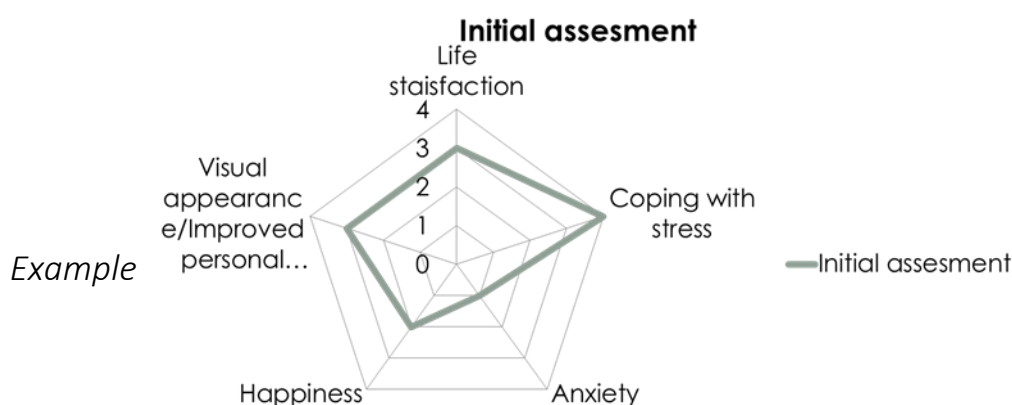 Initial assesment
Life
staisfaction
4
3
2
1
0
Coping with
stress
Anxiety
Happiness
Visual
appearanc
e/Improved
personal...
Example
Initial assesment